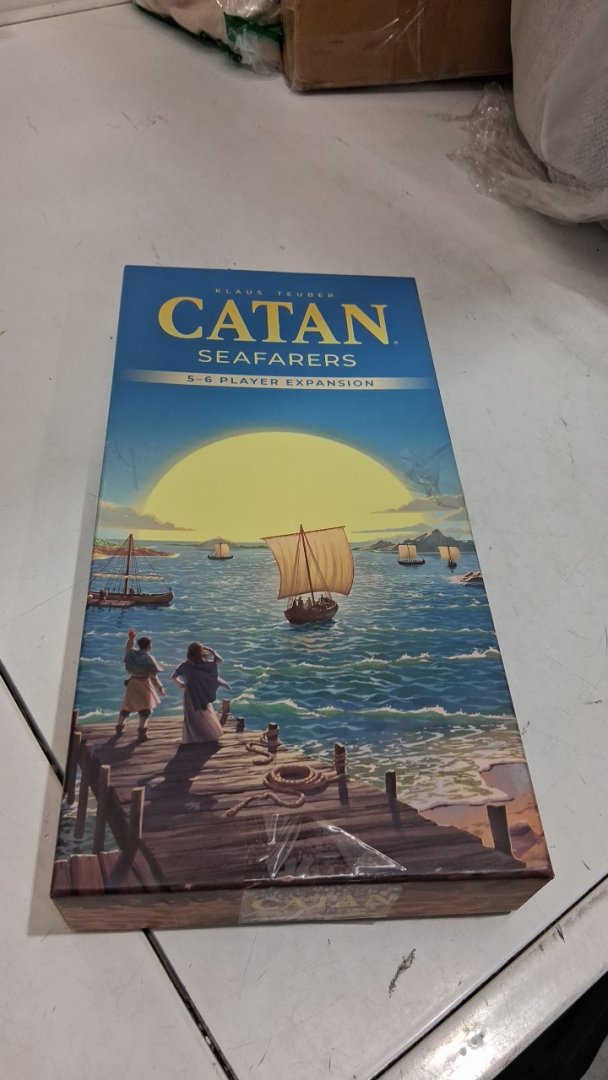 KLAUS TEUBER
CATAN®
SEAFARERS
5–6 PLAYER EXPANSION
CATAN